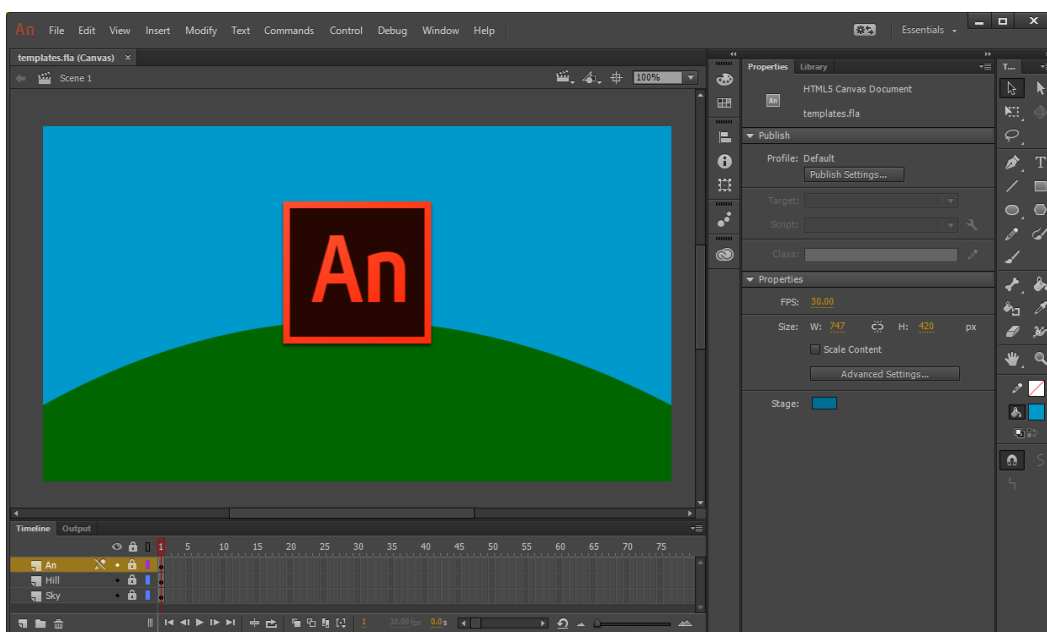 An File Edit View Insert Modify Text Commands Control Debug Window Help Essentials
templates.fla (Canvas) ×
Scene 1 100%
An
Properties Library
An HTML5 Canvas Document
templates.fla
Publish
Profile: Default
Publish Settings...
Target:
Script:
Class:
Properties
FPS: 30.00
Size: W: 747 H: 420 px
Scale Content
Advanced Settings...
Stage:
T...
Timeline Output
1 5 10 15 20 25 30 35 40 45 50 55 60 65 70 75
An
Hill
Sky
1 30.00 fps 0.0 s